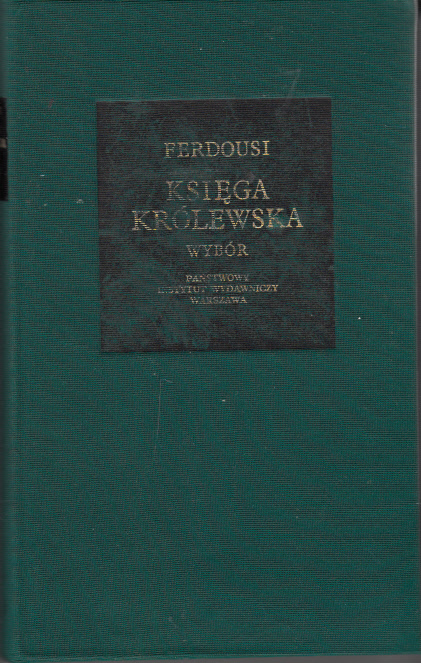 FERDOUSI
KSIĘGA
KRÓLEWSKA
WYBÓR
PAŃSTWOWY
INSTYTUT WYDAWNICZY
WARSZAWA